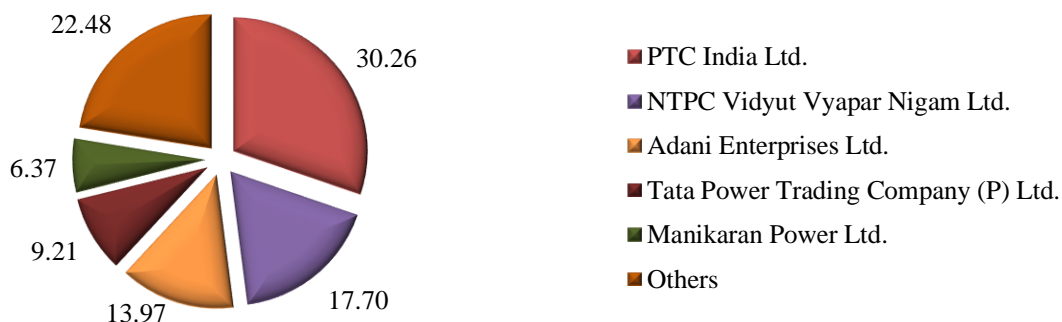 22.48
30.26
6.37
9.21
13.97
17.70
PTC India Ltd.
NTPC Vidyut Vyapar Nigam Ltd.
Adani Enterprises Ltd.
Tata Power Trading Company (P) Ltd.
Manikaran Power Ltd.
Others